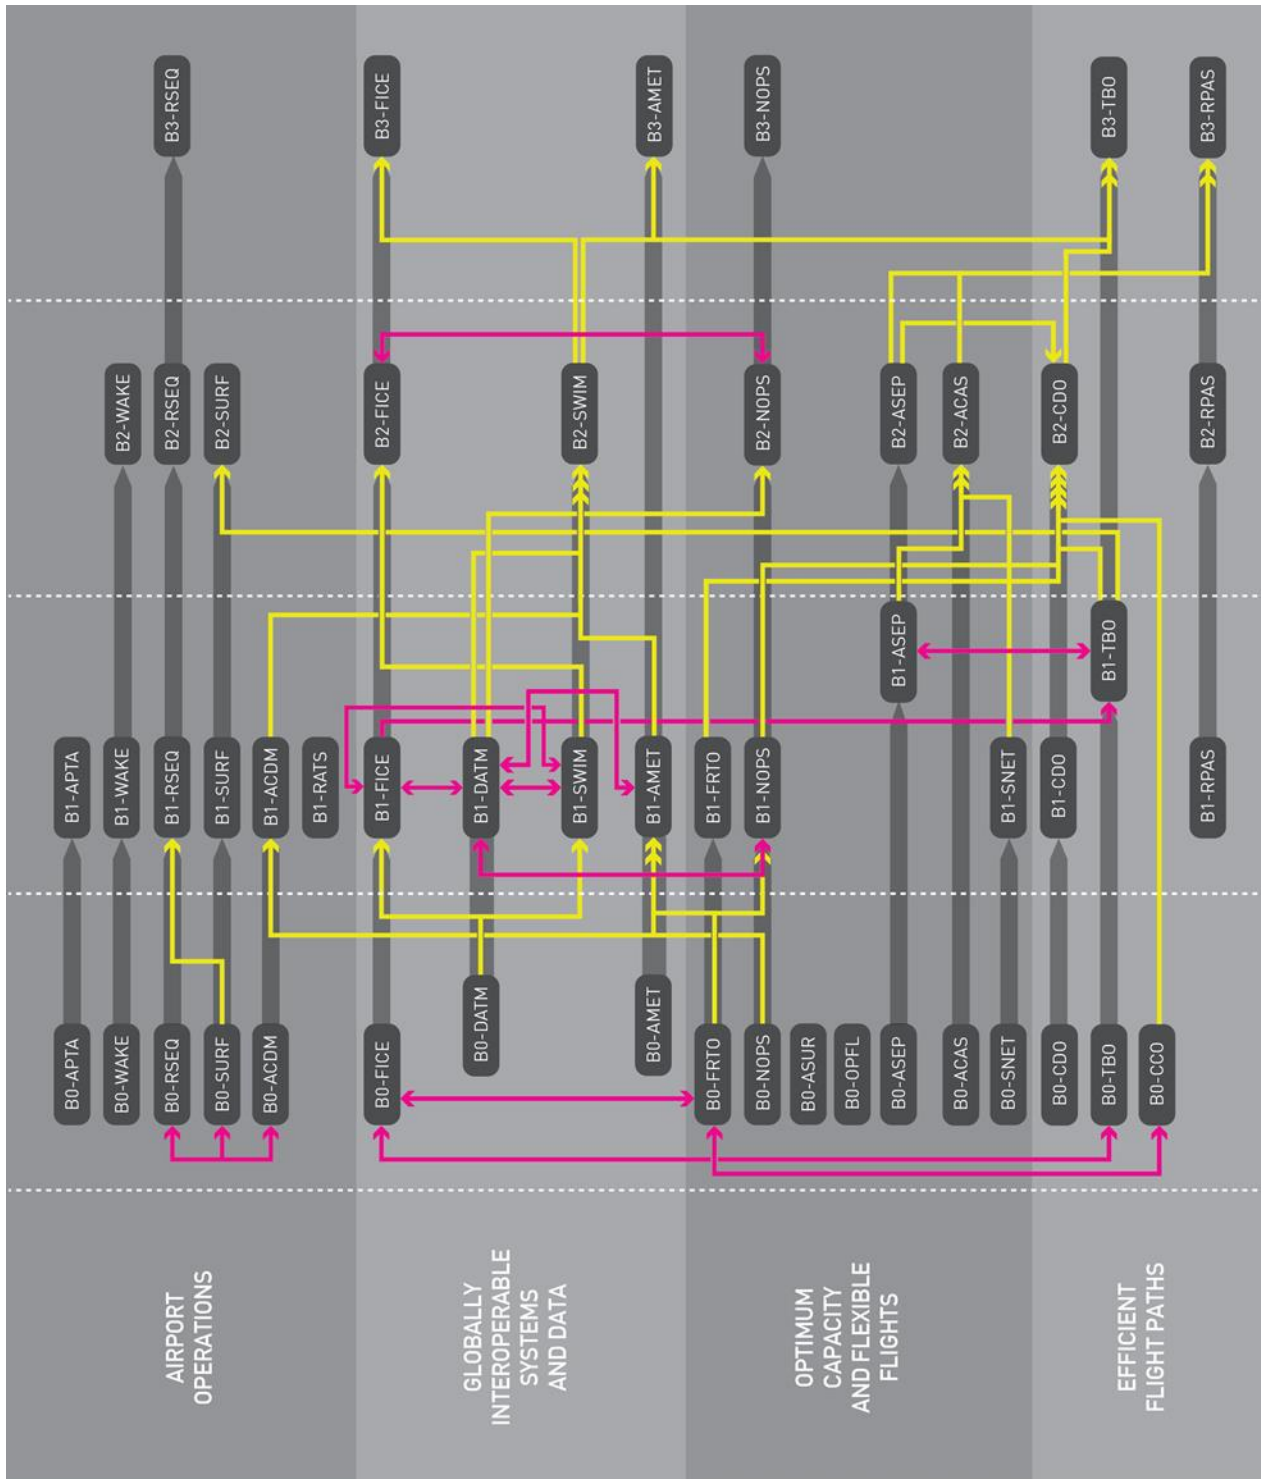 AIRPORT
OPERATIONS
B0-APTA
B1-APTA
B0-WAKE
B1-WAKE
B2-WAKE
B0-RSEQ
B1-RSEQ
B2-RSEQ
B3-RSEQ
B0-SURF
B1-SURF
B2-SURF
B0-ACDM
B1-ACDM
B1-RATS
GLOBALLY
INTEROPERABLE
SYSTEMS
AND DATA
B0-FICE
B1-FICE
B2-FICE
B3-FICE
B0-DATM
B1-DATM
B1-SWIM
B2-SWIM
B0-AMET
B1-AMET
B3-AMET
OPTIMUM
CAPACITY
AND FLEXIBLE
FLIGHTS
B0-FRTO
B1-FRTO
B0-NOPS
B1-NOPS
B2-NOPS
B3-NOPS
B0-ASUR
B0-OPFL
B0-ASEP
B1-ASEP
B2-ASEP
B0-ACAS
B2-ACAS
B0-SNET
B1-SNET
EFFICIENT
FLIGHT PATHS
B0-CDO
B1-CDO
B2-CDO
B0-TBO
B1-TBO
B3-TBO
B0-CCO
B1-RPAS
B2-RPAS
B3-RPAS